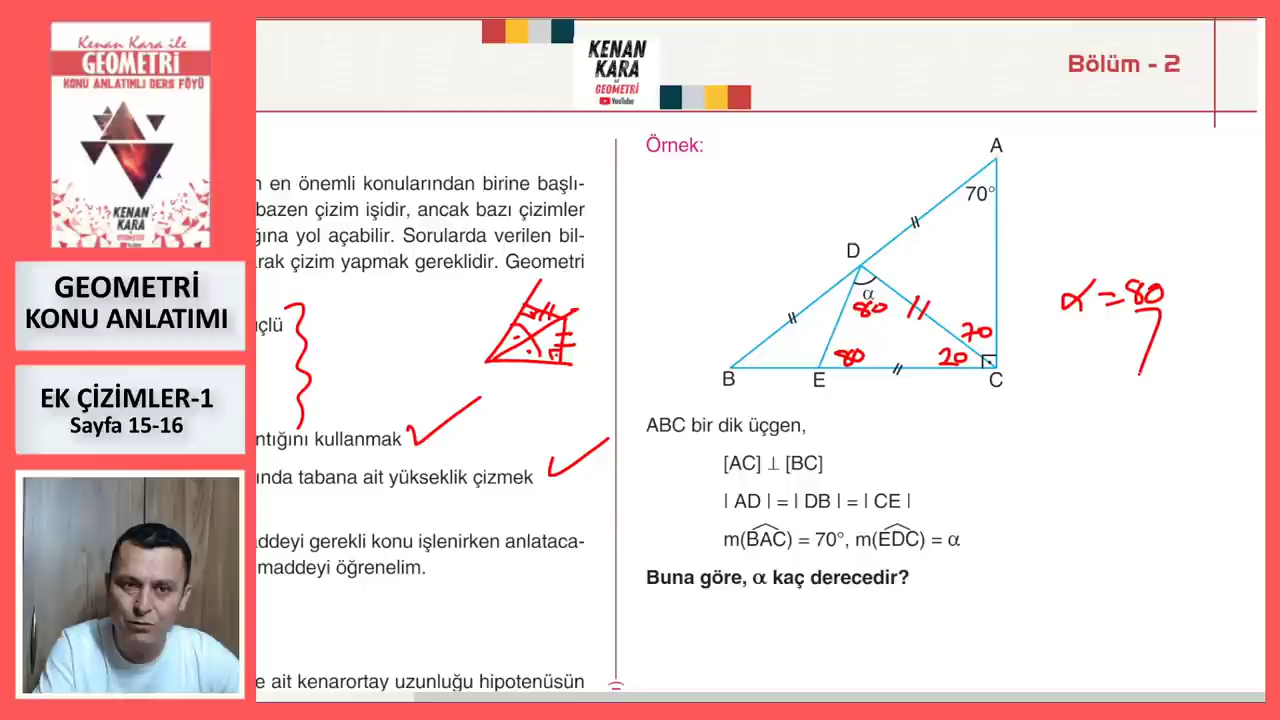 Kenan Kara ile
GEOMETRİ
KONU ANLATIMLI DERS FÖYÜ
KENAN
KARA
GEOMETRİ KONU ANLATIMI
EK ÇİZİMLER-1
Sayfa 15-16
KENAN
KARA
ile
GEOMETRİ
YouTube
Bölüm - 2
n en önemli konularından birine başlı-
bazen çizim işidir, ancak bazı çizimler
ğına yol açabilir. Sorularda verilen bil-
rak çizim yapmak gereklidir. Geometri
üçlü
ntığını kullanmak
ında tabana ait yükseklik çizmek
addeyi gerekli konu işlenirken anlataca-
maddeyi öğrenelim.
e ait kenarortay uzunluğu hipotenüsün
Örnek:
A
70°
D
α
80
70
80
20
B
E
C
α = 80
ABC bir dik üçgen,
[AC] ⊥ [BC]
| AD | = | DB | = | CE |
m(BAC) = 70°, m(EDC) = α
Buna göre, α kaç derecedir?